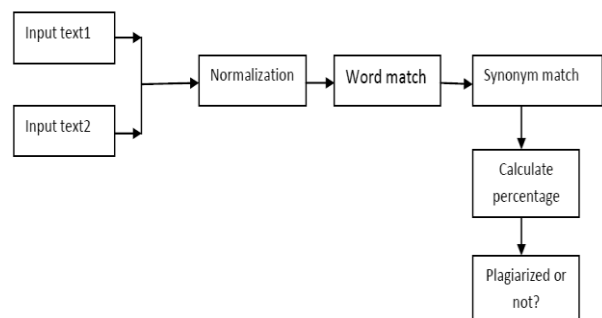 Input text1
Input text2
Normalization
Word match
Synonym match
Calculate
percentage
Plagiarized or
not?